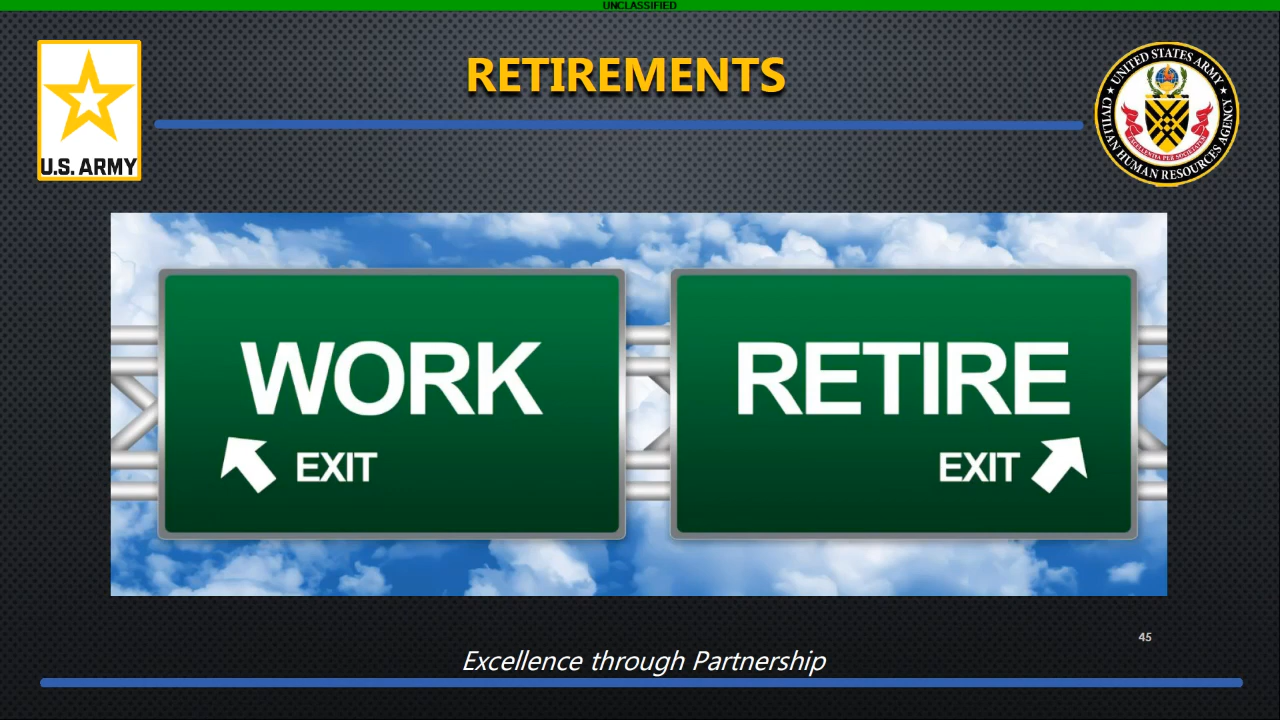 UNCLASSIFIED
RETIREMENTS
U.S. ARMY
★ UNITED STATES ARMY ★
CIVILIAN HUMAN RESOURCES AGENCY
WORK
EXIT
RETIRE
EXIT
45
Excellence through Partnership